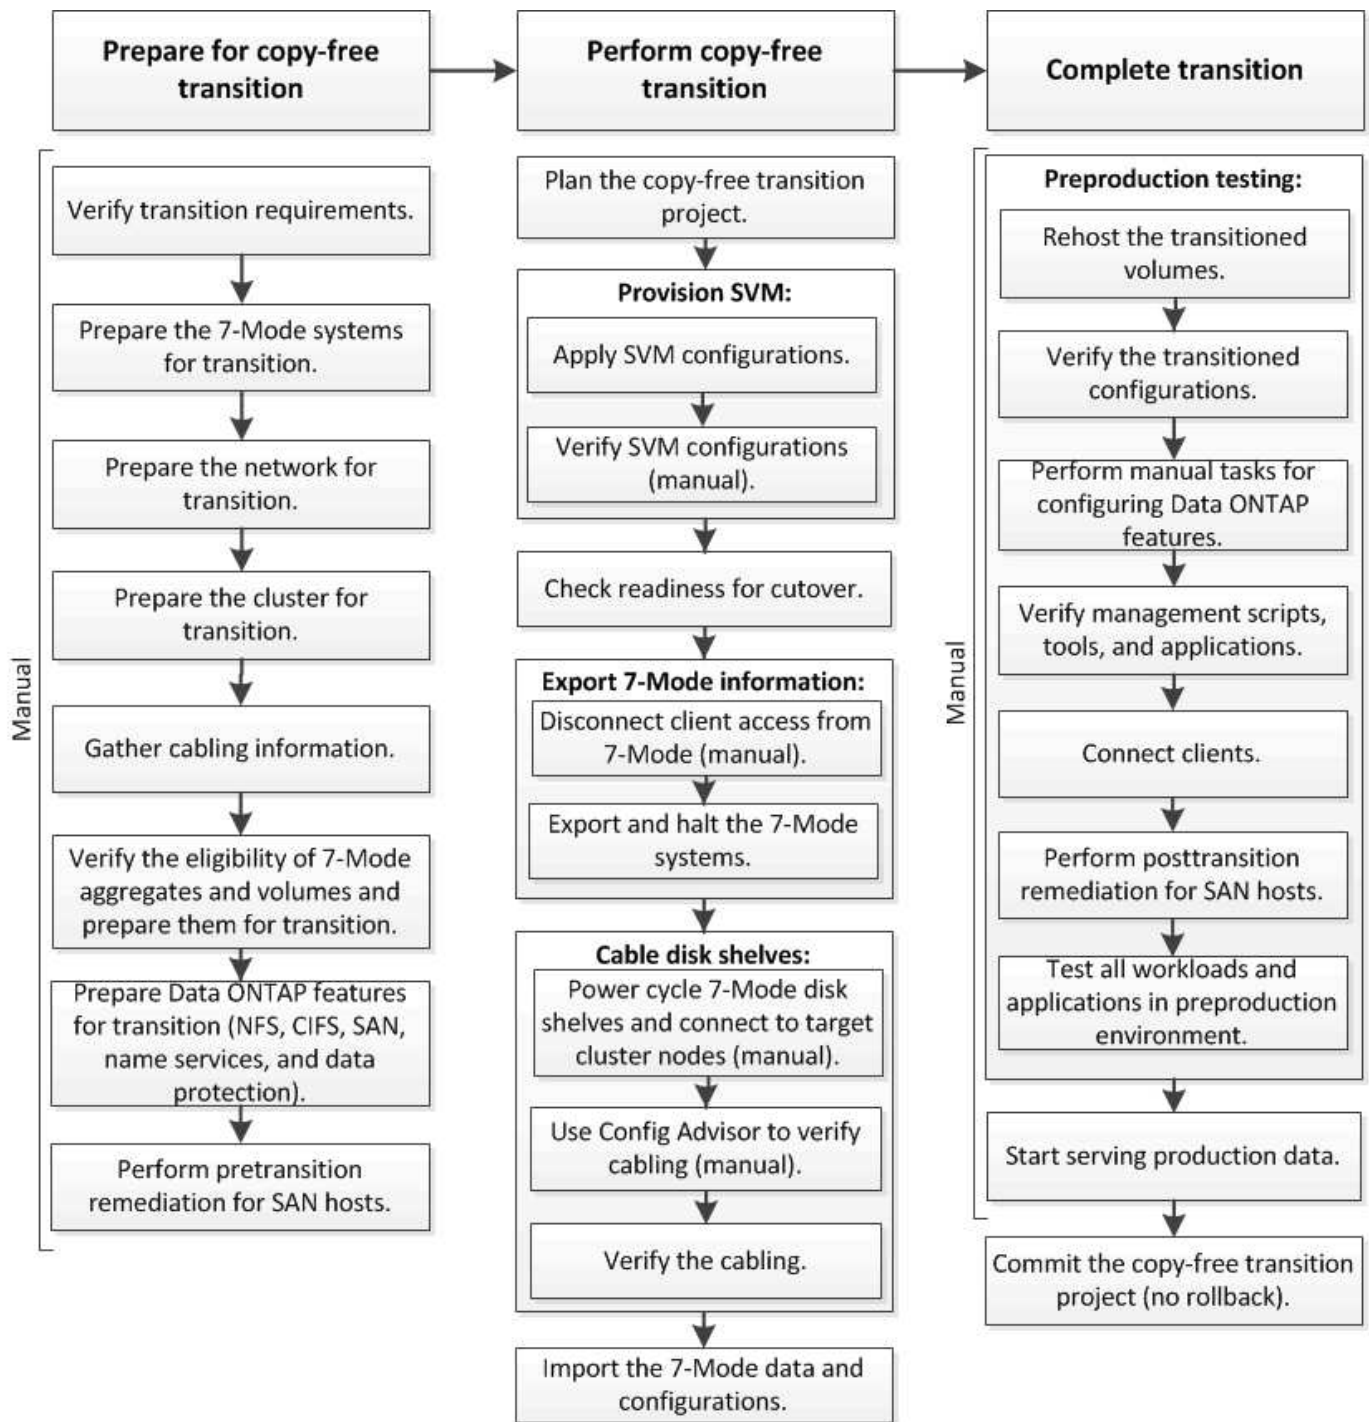 Prepare for copy-free
transition
Perform copy-free
transition
Complete transition
Manual
Verify transition requirements.
Prepare the 7-Mode systems
for transition.
Prepare the network for
transition.
Prepare the cluster for
transition.
Gather cabling information.
Verify the eligibility of 7-Mode
aggregates and volumes and
prepare them for transition.
Prepare Data ONTAP features
for transition (NFS, CIFS, SAN,
name services, and data
protection).
Perform pretransition
remediation for SAN hosts.
Plan the copy-free transition
project.
Provision SVM:
Apply SVM configurations.
Verify SVM configurations
(manual).
Check readiness for cutover.
Export 7-Mode information:
Disconnect client access from
7-Mode (manual).
Export and halt the 7-Mode
systems.
Cable disk shelves:
Power cycle 7-Mode disk
shelves and connect to target
cluster nodes (manual).
Use Config Advisor to verify
cabling (manual).
Verify the cabling.
Import the 7-Mode data and
configurations.
Manual
Preproduction testing:
Rehost the transitioned
volumes.
Verify the transitioned
configurations.
Perform manual tasks for
configuring Data ONTAP
features.
Verify management scripts,
tools, and applications.
Connect clients.
Perform posttransition
remediation for SAN hosts.
Test all workloads and
applications in preproduction
environment.
Start serving production data.
Commit the copy-free transition
project (no rollback).